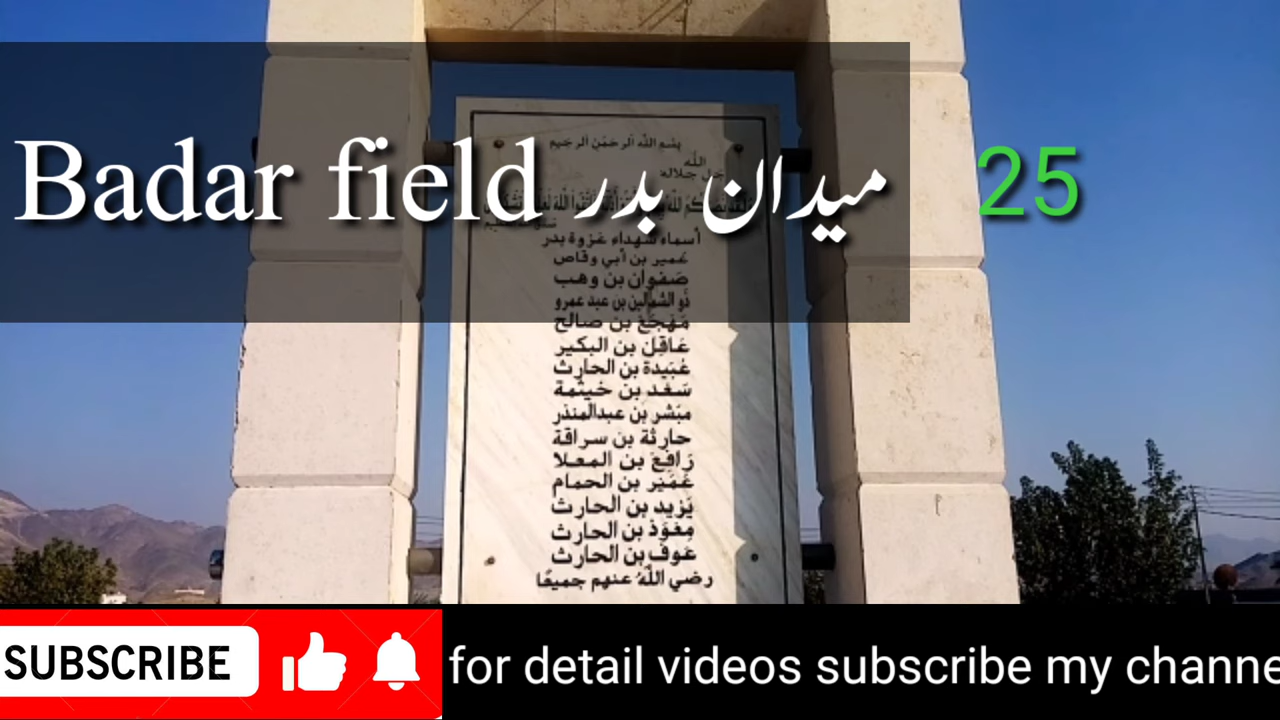 بسم الله الرحمن الرحيم
الله
جل جلاله
Badar field میدان بدر 25
أسماء شهداء غزوة بدر
عمير بن أبي وقاص
صفوان بن وهب
ذو الشمالين بن عبد عمرو
مهجع بن صالح
عاقل بن البكير
عبيدة بن الحارث
سعد بن خيثمة
مبشر بن عبدالمنذر
حارثة بن سراقة
رافع بن المعلا
عمير بن الحمام
يزيد بن الحارث
معوذ بن الحارث
عوف بن الحارث
رضي الله عنهم جميعًا
SUBSCRIBE for detail videos subscribe my channe